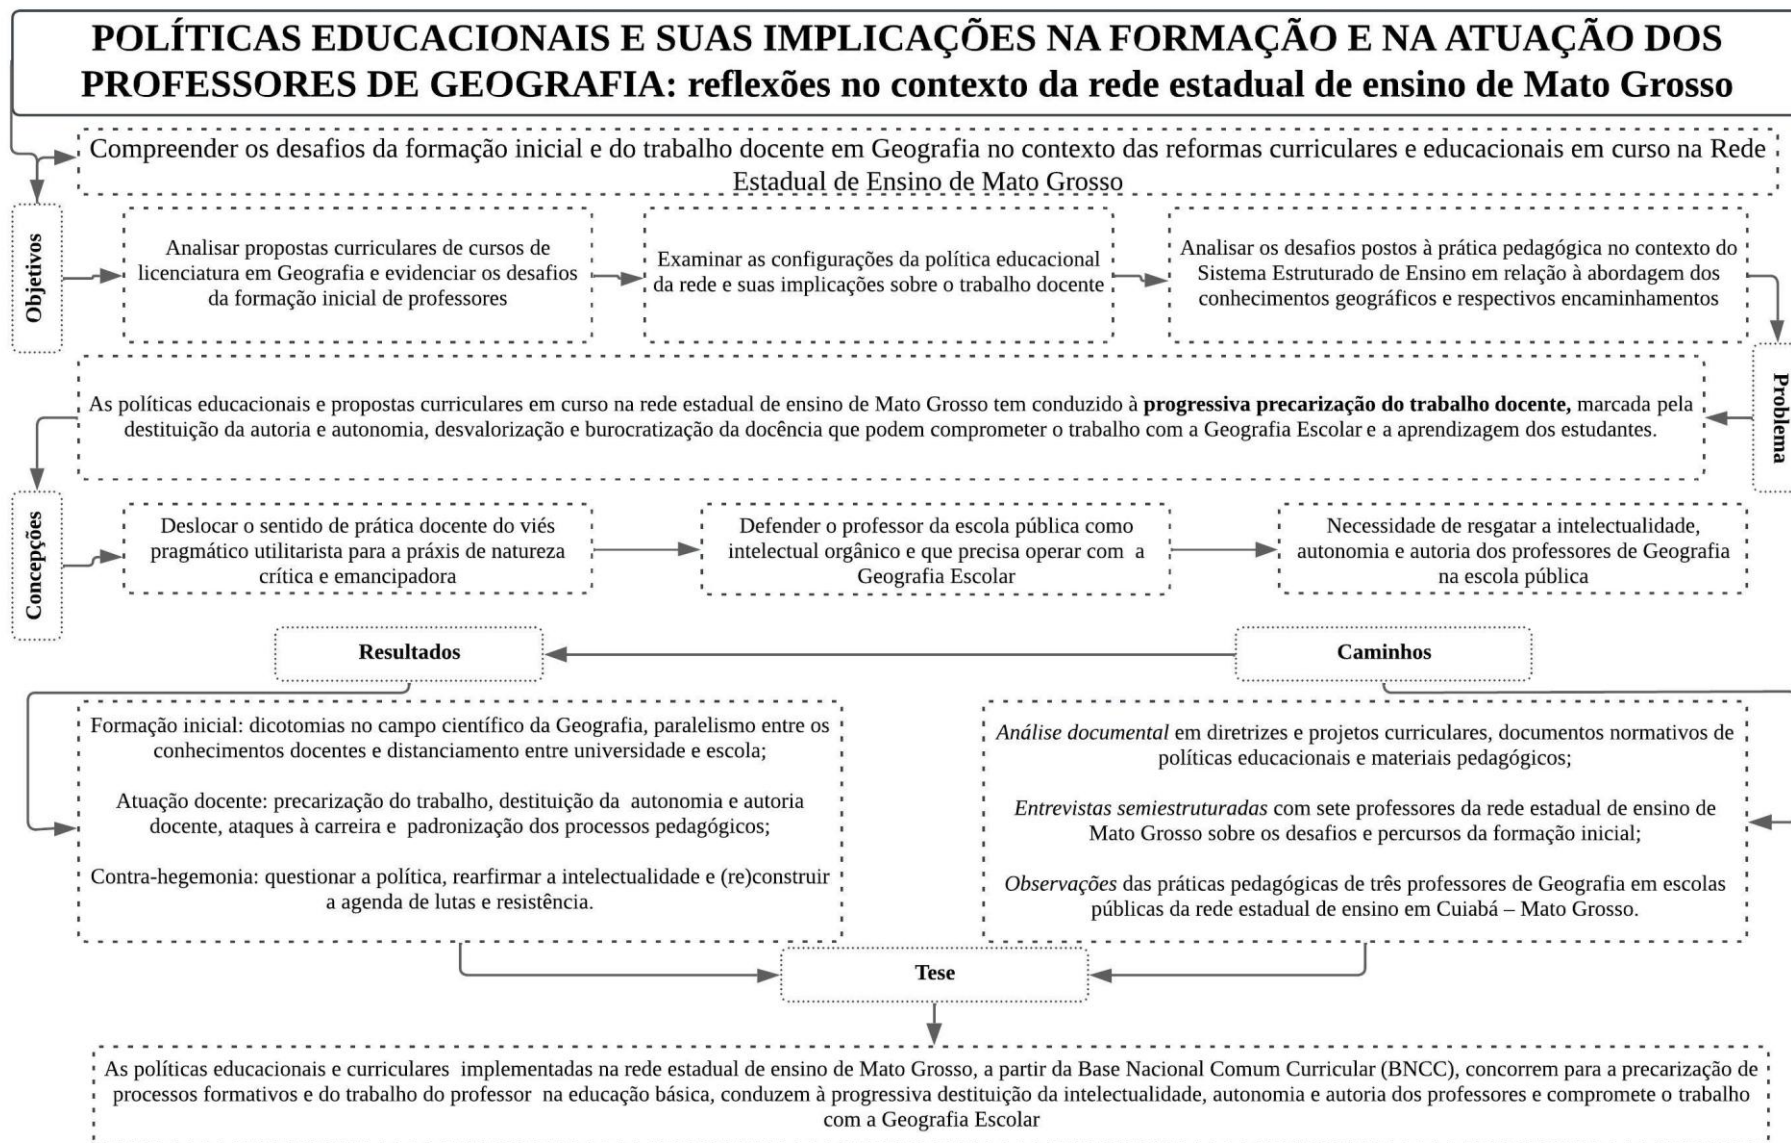 POLÍTICAS EDUCACIONAIS E SUAS IMPLICAÇÕES NA FORMAÇÃO E NA ATUAÇÃO DOS
PROFESSORES DE GEOGRAFIA: reflexões no contexto da rede estadual de ensino de Mato Grosso
Compreender os desafios da formação inicial e do trabalho docente em Geografia no contexto das reformas curriculares e educacionais em curso na Rede
Estadual de Ensino de Mato Grosso
Objetivos
Analisar propostas curriculares de cursos de
licenciatura em Geografia e evidenciar os desafios
da formação inicial de professores
Examinar as configurações da política educacional
da rede e suas implicações sobre o trabalho docente
Analisar os desafios postos à prática pedagógica no contexto do
Sistema Estruturado de Ensino em relação à abordagem dos
conhecimentos geográficos e respectivos encaminhamentos
Problema
As políticas educacionais e propostas curriculares em curso na rede estadual de ensino de Mato Grosso tem conduzido à progressiva precarização do trabalho docente, marcada pela
destituição da autoria e autonomia, desvalorização e burocratização da docência que podem comprometer o trabalho com a Geografia Escolar e a aprendizagem dos estudantes.
Concepções
Deslocar o sentido de prática docente do viés
pragmático utilitarista para a práxis de natureza
crítica e emancipadora
Defender o professor da escola pública como
intelectual orgânico e que precisa operar com a
Geografia Escolar
Necessidade de resgatar a intelectualidade,
autonomia e autoria dos professores de Geografia
na escola pública
Resultados
Caminhos
Formação inicial: dicotomias no campo científico da Geografia, paralelismo entre os
conhecimentos docentes e distanciamento entre universidade e escola;
Atuação docente: precarização do trabalho, destituição da autonomia e autoria
docente, ataques à carreira e padronização dos processos pedagógicos;
Contra-hegemonia: questionar a política, rearfirmar a intelectualidade e (re)construir
a agenda de lutas e resistência.
Análise documental em diretrizes e projetos curriculares, documentos normativos de
políticas educacionais e materiais pedagógicos;
Entrevistas semiestruturadas com sete professores da rede estadual de ensino de
Mato Grosso sobre os desafios e percursos da formação inicial;
Observações das práticas pedagógicas de três professores de Geografia em escolas
públicas da rede estadual de ensino em Cuiabá – Mato Grosso.
Tese
As políticas educacionais e curriculares implementadas na rede estadual de ensino de Mato Grosso, a partir da Base Nacional Comum Curricular (BNCC), concorrem para a precarização de
processos formativos e do trabalho do professor na educação básica, conduzem à progressiva destituição da intelectualidade, autonomia e autoria dos professores e compromete o trabalho
com a Geografia Escolar